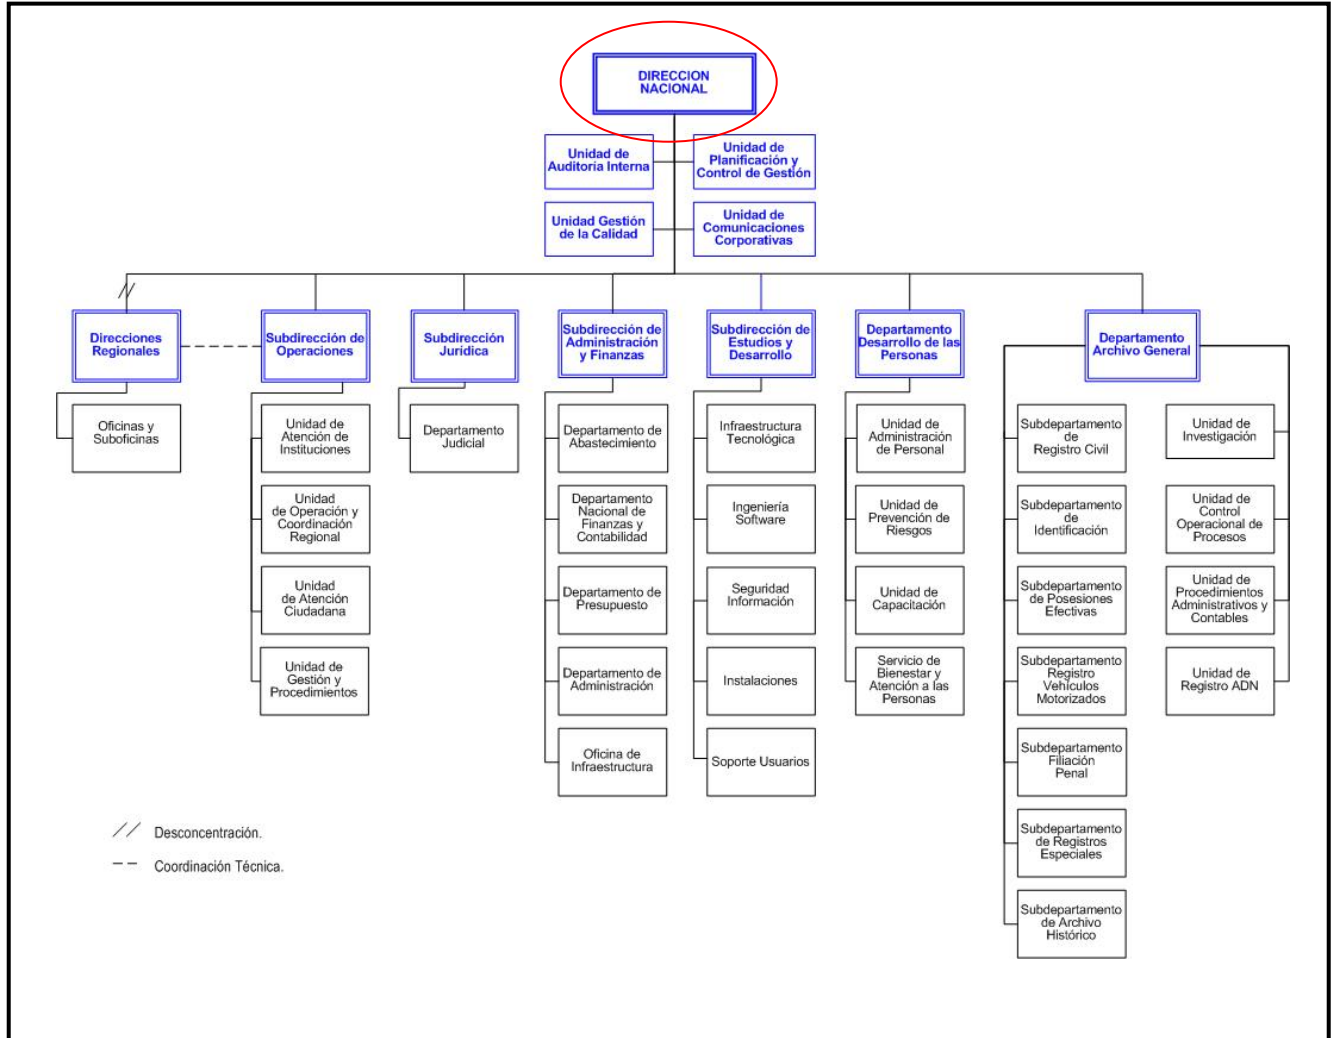 DIRECCION
NACIONAL
Unidad de
Auditoría Interna
Unidad de
Planificación y
Control de Gestión
Unidad Gestión
de la Calidad
Unidad de
Comunicaciones
Corporativas
Direcciones
Regionales
Subdirección de
Operaciones
Subdirección
Jurídica
Subdirección de
Administración
y Finanzas
Subdirección de
Estudios y
Desarrollo
Departamento
Desarrollo de las
Personas
Departamento
Archivo General
Oficinas y
Suboficinas
Unidad de
Atención de
Instituciones
Unidad
de Operación y
Coordinación
Regional
Unidad
de Atención
Ciudadana
Unidad de
Gestión y
Procedimientos
Departamento
Judicial
Departamento de
Abastecimiento
Departamento
Nacional de
Finanzas y
Contabilidad
Departamento de
Presupuesto
Departamento de
Administración
Oficina de
Infraestructura
Infraestructura
Tecnológica
Ingeniería
Software
Seguridad
Información
Instalaciones
Soporte Usuarios
Unidad de
Administración
de Personal
Unidad de
Prevención de
Riesgos
Unidad de
Capacitación
Servicio de
Bienestar y
Atención a las
Personas
Subdepartamento
de
Registro Civil
Subdepartamento
de
Identificación
Subdepartamento
de Posesiones
Efectivas
Subdepartamento
Registro
Vehículos
Motorizados
Subdepartamento
Filiación
Penal
Subdepartamento
de Registros
Especiales
Subdepartamento
de Archivo
Histórico
Unidad de
Investigación
Unidad de
Control
Operacional de
Procesos
Unidad de
Procedimientos
Administrativos y
Contables
Unidad de
Registro ADN
Desconcentración.
Coordinación Técnica.